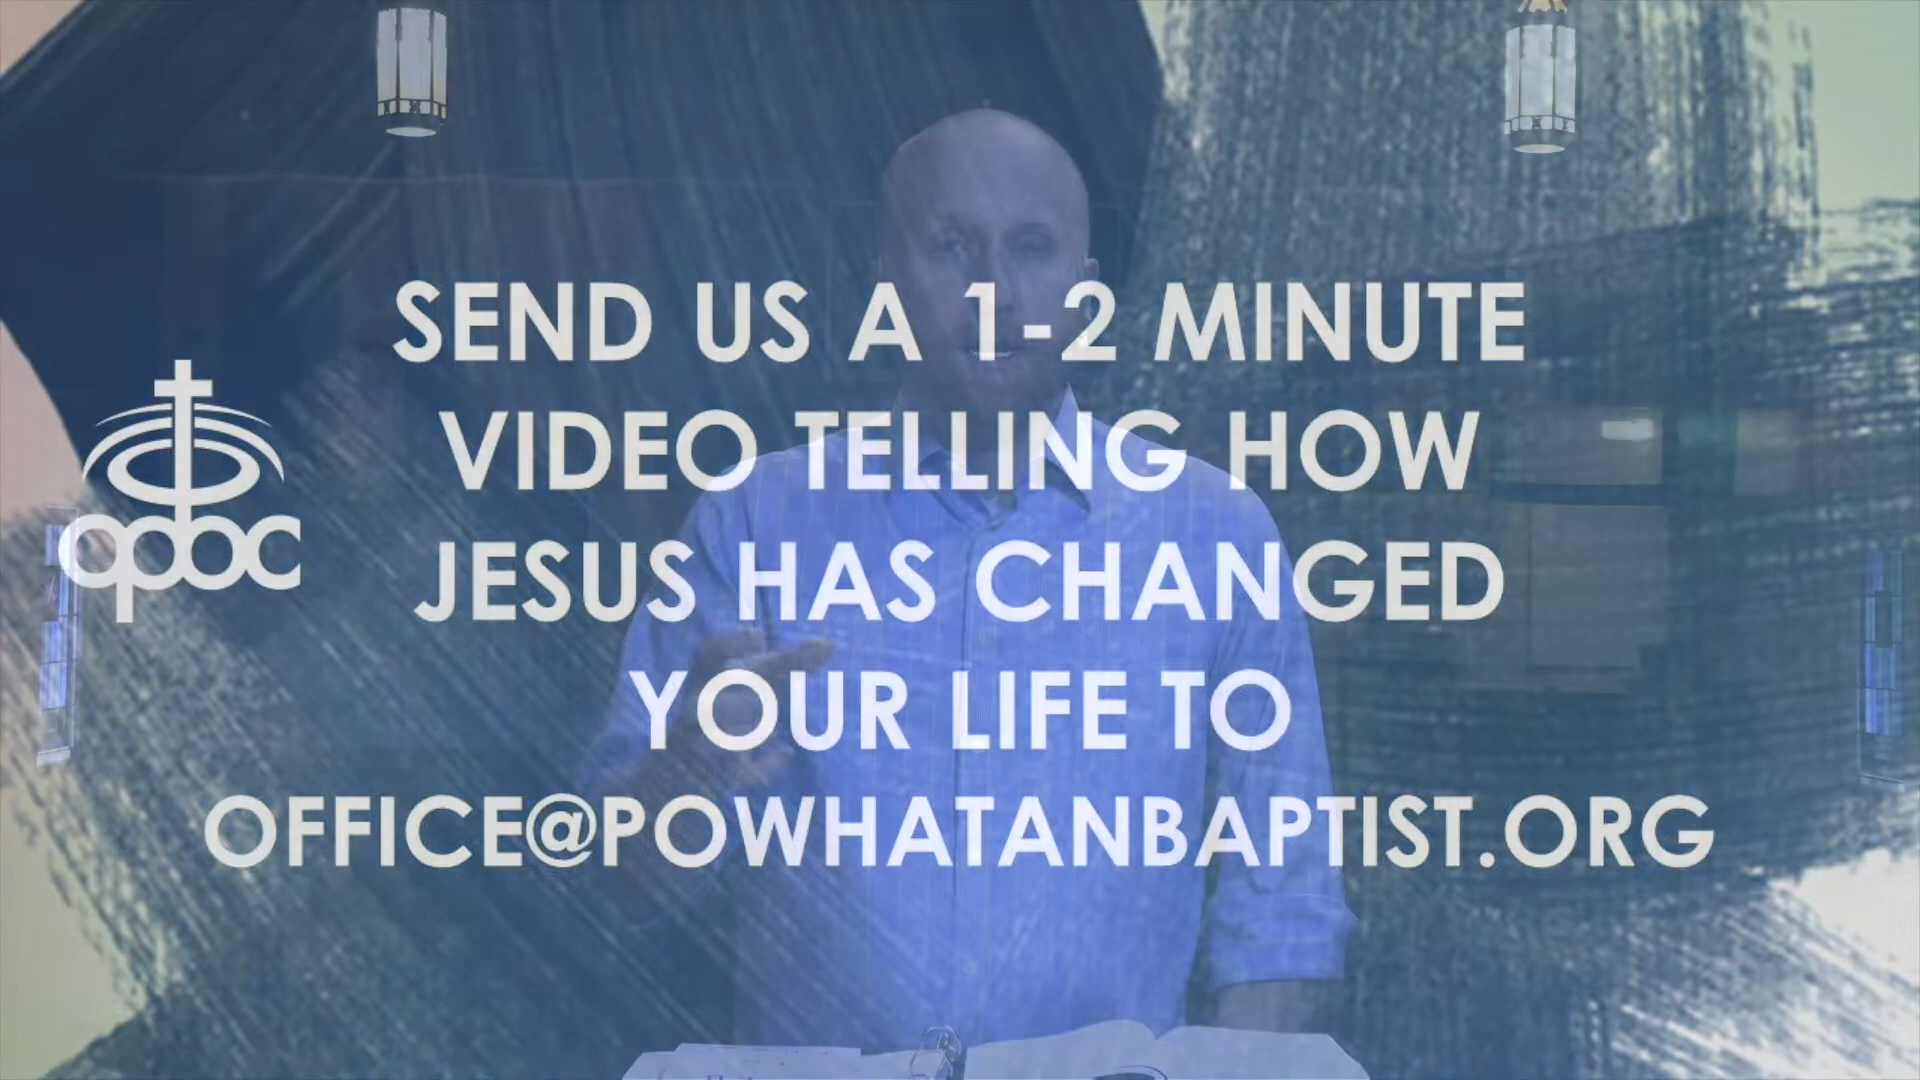 SEND US A 1-2 MINUTE
VIDEO TELLING HOW
JESUS HAS CHANGED
YOUR LIFE TO
OFFICE@POWHATANBAPTIST.ORG
pbc